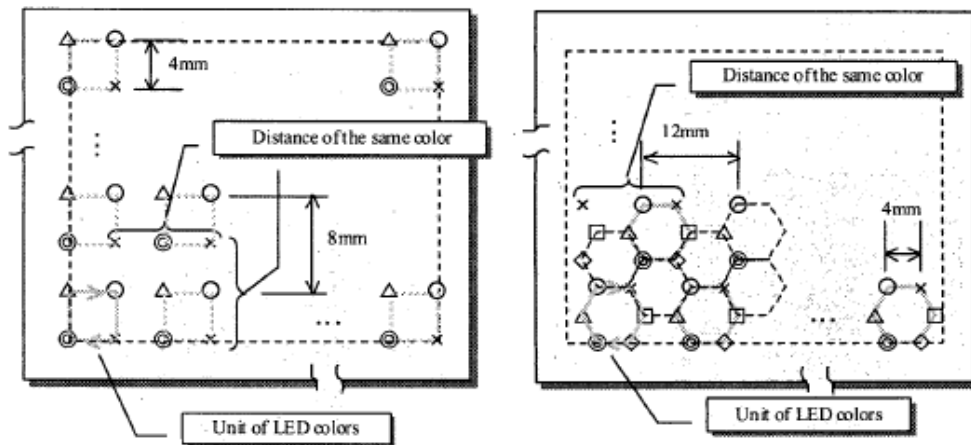 4mm
Distance of the same color
8mm
...
Unit of LED colors
Distance of the same color
12mm
4mm
...
Unit of LED colors